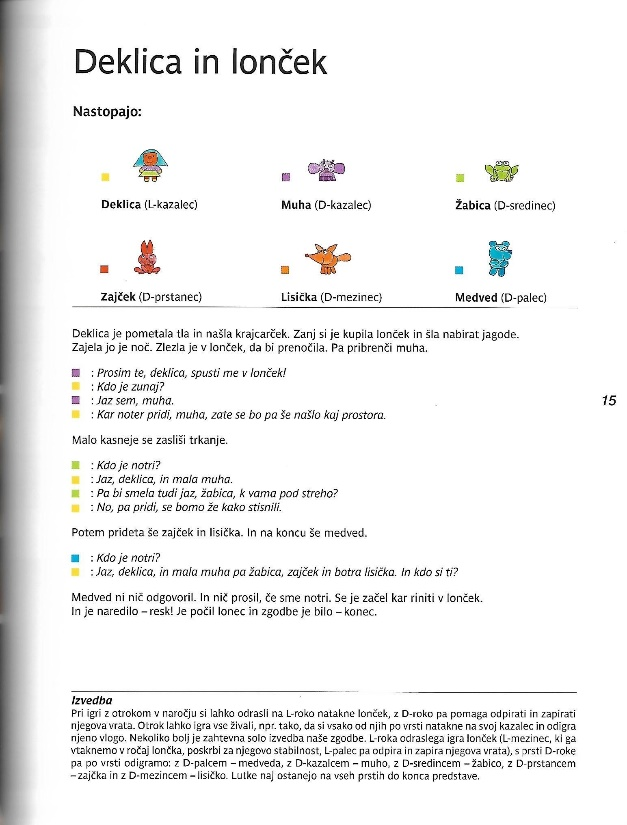 Deklica in lonček
Nastopajo:
Deklica (L-kazalec)
Muha (D-kazalec)
Žabica (D-sredinec)
Zajček (D-prstanec)
Lisička (D-mezinec)
Medved (D-palec)
Deklica je pometala tla in našla krajcarček. Zanj si je kupila lonček in šla nabirat jagode.
Zajela jo je noč. Zlezla je v lonček, da bi prenočila. Pa pribrenči muha.
: Prosim te, deklica, spusti me v lonček!
: Kdo je zunaj?
: Jaz sem, muha.
: Kar noter pridi, muha, zate se bo pa še našlo kaj prostora.
15
Malo kasneje se zasliši trkanje.
: Kdo je notri?
: Jaz, deklica, in mala muha.
: Pa bi smela tudi jaz, žabica, k vama pod streho?
: No, pa pridi, se bomo že kako stisnili.
Potem prideta še zajček in lisička. In na koncu še medved.
: Kdo je notri?
: Jaz, deklica, in mala muha pa žabica, zajček in botra lisička. In kdo si ti?
Medved ni nič odgovoril. In nič prosil, če sme notri. Se je začel kar riniti v lonček.
In je naredilo – resk! Je počil lonec in zgodbe je bilo – konec.
Izvedba
Pri igri z otrokom v naročju si lahko odrasli na L-roko natakne lonček, z D-roko pa pomaga odpirati in zapirati
njegova vrata. Otrok lahko igra vse živali, npr. tako, da si vsako od njih po vrsti natakne na svoj kazalec in odigra
njeno vlogo. Nekoliko bolj je zahtevna solo izvedba naše zgodbe. L-roka odraslega igra lonček (L-mezinec, ki ga
vtaknemo v ročaj lončka, poskrbi za njegovo stabilnost, L-palec pa odpira in zapira njegova vrata), s prsti D-roke
pa po vrsti odigramo: z D-palcem – medveda, z D-kazalcem – muho, z D-sredincem – žabico, z D-prstancem
– zajčka in z D-mezincem – lisičko. Lutke naj ostanejo na vseh prstih do konca predstave.